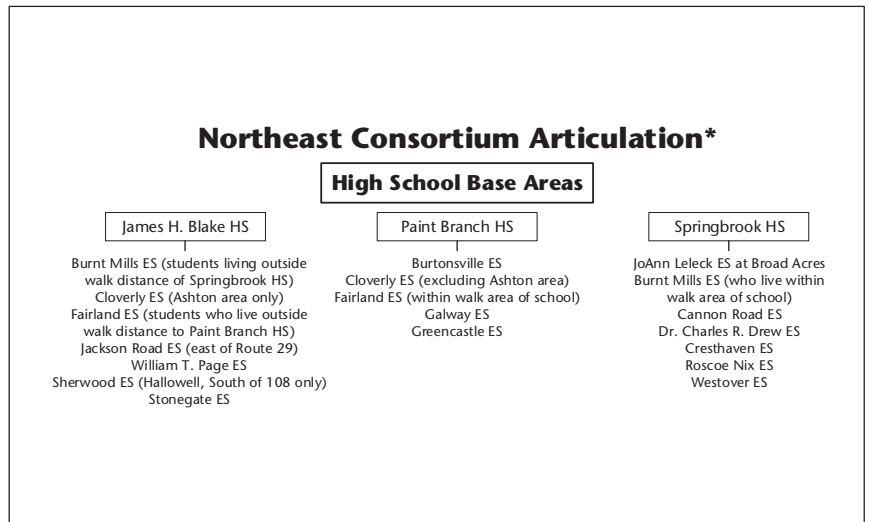 Northeast Consortium Articulation*
High School Base Areas
James H. Blake HS
Burnt Mills ES (students living outside
walk distance of Springbrook HS)
Cloverly ES (Ashton area only)
Fairland ES (students who live outside
walk distance to Paint Branch HS)
Jackson Road ES (east of Route 29)
William T. Page ES
Sherwood ES (Hallowell, South of 108 only)
Stonegate ES
Paint Branch HS
Burtonsville ES
Cloverly ES (excluding Ashton area)
Fairland ES (within walk area of school)
Galway ES
Greencastle ES
Springbrook HS
JoAnn Leleck ES at Broad Acres
Burnt Mills ES (who live within
walk area of school)
Cannon Road ES
Dr. Charles R. Drew ES
Cresthaven ES
Roscoe Nix ES
Westover ES